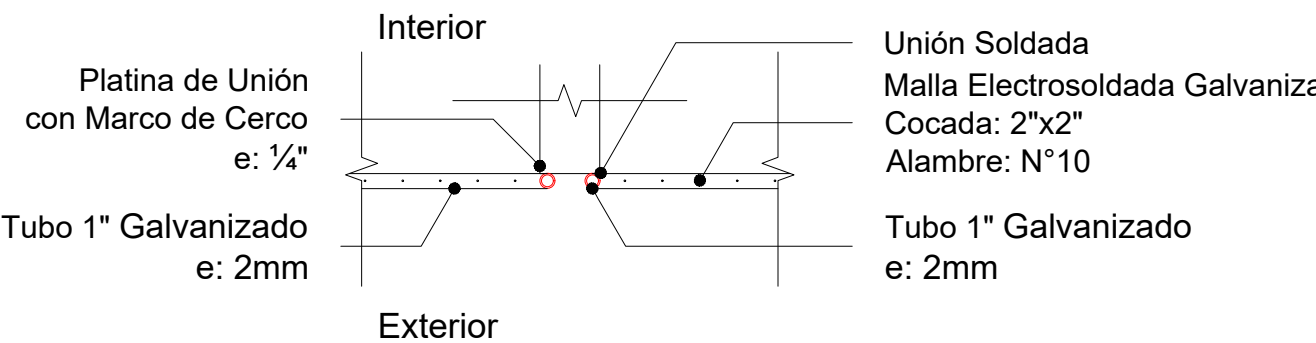 Interior
Platina de Unión
con Marco de Cerco
e: ¼"
Tubo 1" Galvanizado
e: 2mm
Unión Soldada
Malla Electrosoldada Galvaniza
Cocada: 2"x2"
Alambre: N°10
Tubo 1" Galvanizado
e: 2mm
Exterior